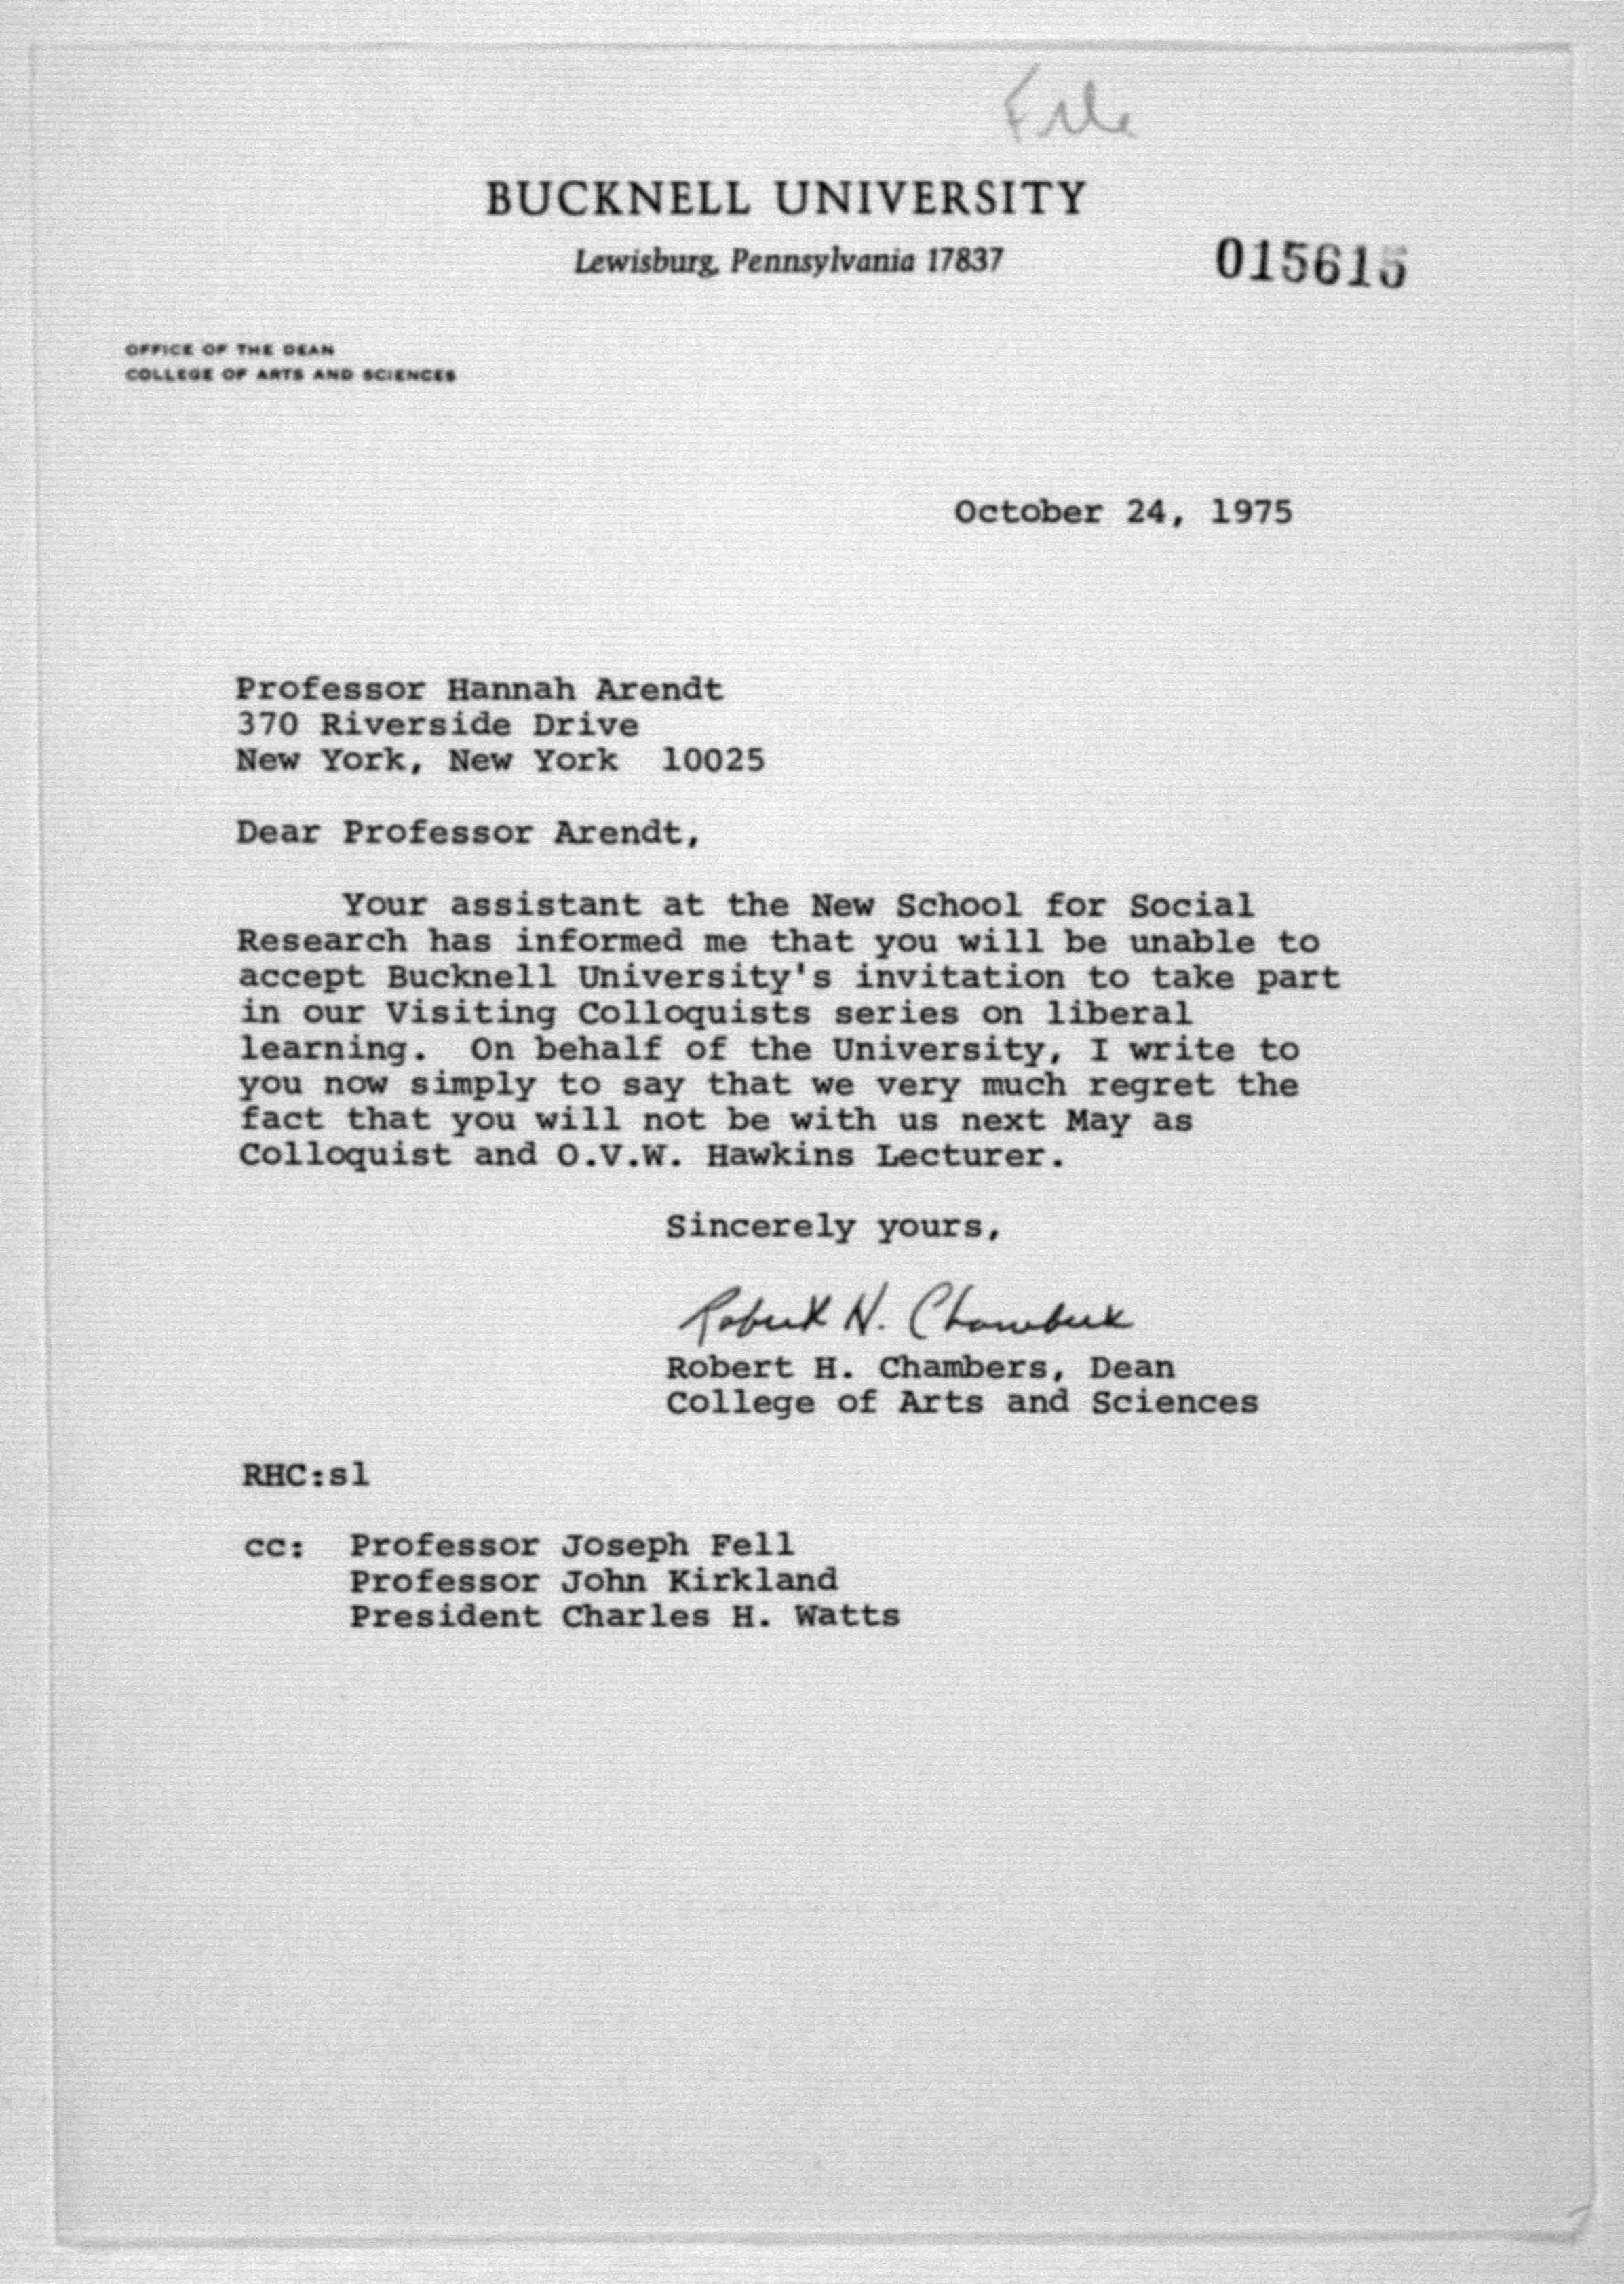 File
BUCKNELL UNIVERSITY
Lewisburg, Pennsylvania 17837
015615
OFFICE OF THE DEAN
COLLEGE OF ARTS AND SCIENCES
October 24, 1975
Professor Hannah Arendt
370 Riverside Drive
New York, New York  10025
Dear Professor Arendt,
Your assistant at the New School for Social
Research has informed me that you will be unable to
accept Bucknell University's invitation to take part
in our Visiting Colloquists series on liberal
learning.  On behalf of the University, I write to
you now simply to say that we very much regret the
fact that you will not be with us next May as
Colloquist and O.V.W. Hawkins Lecturer.
Sincerely yours,
Robert H. Chambers
Robert H. Chambers, Dean
College of Arts and Sciences
RHC:sl
cc:  Professor Joseph Fell
Professor John Kirkland
President Charles H. Watts